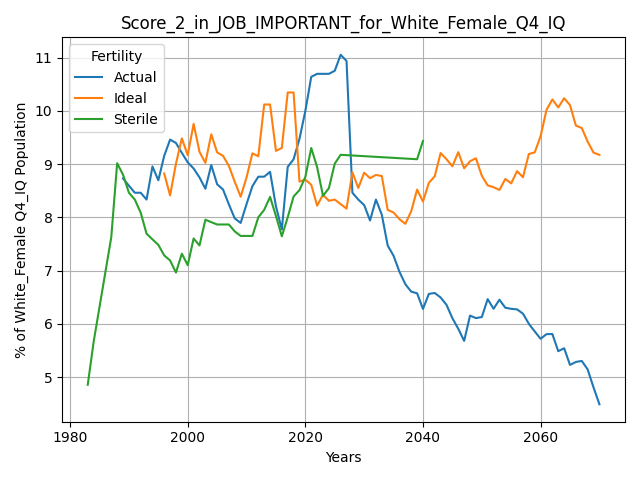 Score_2_in_JOB_IMPORTANT_for_White_Female_Q4_IQ
Fertility
Actual
Ideal
Sterile
% of White_Female Q4_IQ Population
11
10
9
8
7
6
5
1980
2000
2020
2040
2060
Years